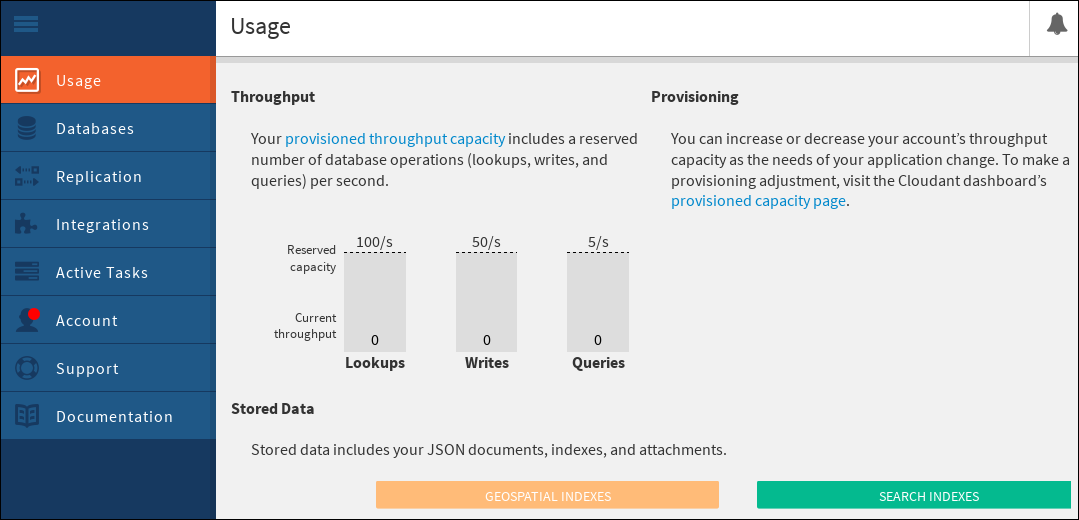 Usage
Usage
Databases
Replication
Integrations
Active Tasks
Account
Support
Documentation
Throughput
Your provisioned throughput capacity includes a reserved
number of database operations (lookups, writes, and
queries) per second.
Provisioning
You can increase or decrease your account’s throughput
capacity as the needs of your application change. To make a
provisioning adjustment, visit the Cloudant dashboard’s
provisioned capacity page.
100/s
50/s
5/s
Reserved
capacity
Current
throughput
0
0
0
Lookups
Writes
Queries
Stored Data
Stored data includes your JSON documents, indexes, and attachments.
GEOSPATIAL INDEXES
SEARCH INDEXES